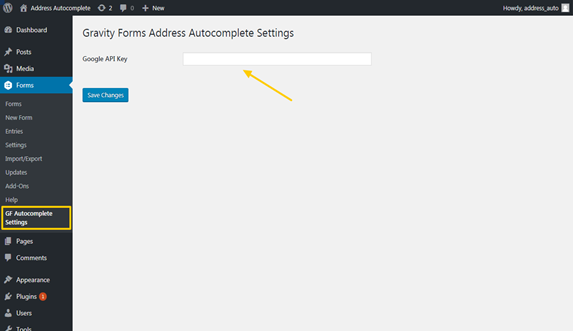 Address Autocomplete 2 0 New Howdy, address_auto
Dashboard
Posts
Media
Forms
Forms
New Form
Entries
Settings
Import/Export
Updates
Add-Ons
Help
GF Autocomplete
Settings
Pages
Comments
Appearance
Plugins 1
Users
Tools
Gravity Forms Address Autocomplete Settings
Google API Key
Save Changes